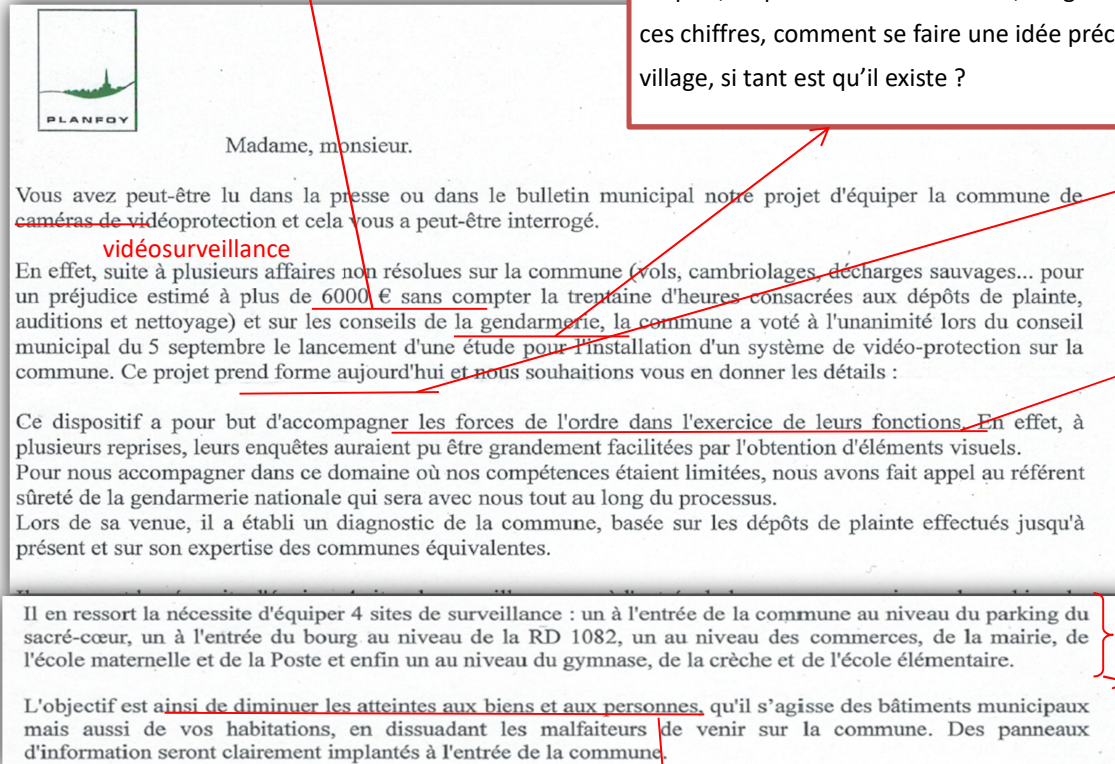 ces chiffres, comment se faire une idée
village, si tant est qu'il existe ?
PLANFOY
Madame, monsieur.
Vous avez peut-être lu dans la presse ou dans le bulletin municipal notre projet d'équiper la commune de
caméras de vidéoprotection et cela vous a peut-être interrogé.
vidéosurveillance
En effet, suite à plusieurs affaires non résolues sur la commune (vols, cambriolages, décharges sauvages... pour
un préjudice estimé à plus de 6000 € sans compter la trentaine d'heures consacrées aux dépôts de plainte,
auditions et nettoyage) et sur les conseils de la gendarmerie, la commune a voté à l'unanimité lors du conseil
municipal du 5 septembre le lancement d'une étude pour l'installation d'un système de vidéo-protection sur la
commune. Ce projet prend forme aujourd'hui et nous souhaitions vous en donner les détails :
Ce dispositif a pour but d'accompagner les forces de l'ordre dans l'exercice de leurs fonctions. En effet, à
plusieurs reprises, leurs enquêtes auraient pu être grandement facilitées par l'obtention d'éléments visuels.
Pour nous accompagner dans ce domaine où nos compétences étaient limitées, nous avons fait appel au référent
sûreté de la gendarmerie nationale qui sera avec nous tout au long du processus.
Lors de sa venue, il a établi un diagnostic de la commune, basée sur les dépôts de plainte effectués jusqu'à
présent et sur son expertise des communes équivalentes.
Il en ressort la nécessite d'équiper 4 sites de surveillance : un à l'entrée de la commune au niveau du parking du
sacré-cœur, un à l'entrée du bourg au niveau de la RD 1082, un au niveau des commerces, de la mairie, de
l'école maternelle et de la Poste et enfin un au niveau du gymnase, de la crèche et de l'école élémentaire.
L'objectif est ainsi de diminuer les atteintes aux biens et aux personnes, qu'il s'agisse des bâtiments municipaux
mais aussi de vos habitations, en dissuadant les malfaiteurs de venir sur la commune. Des panneaux
d'information seront clairement implantés à l'entrée de la commune.